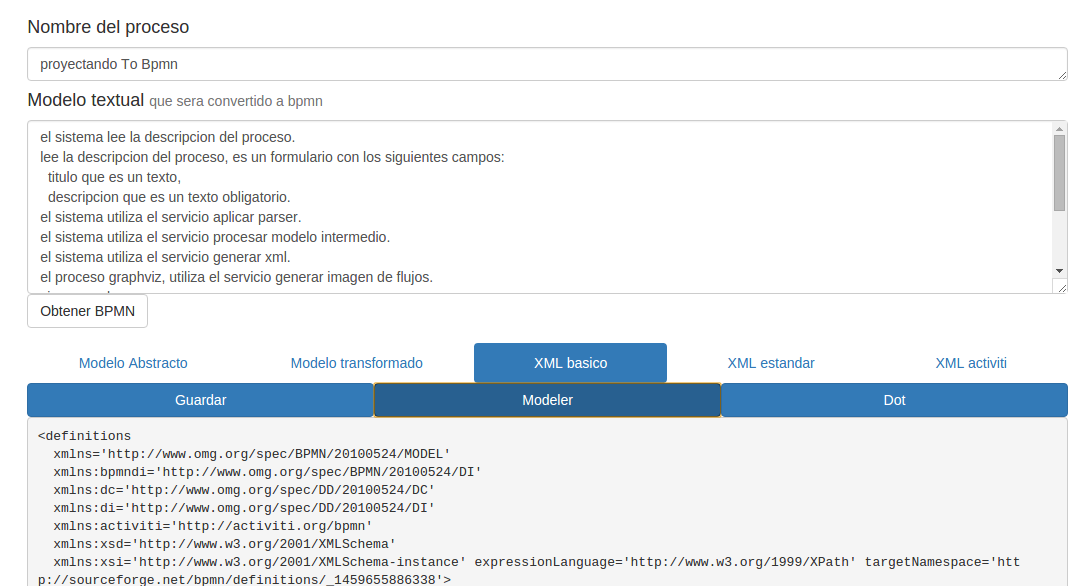 Nombre del proceso
proyectando To Bpmn
Modelo textual que sera convertido a bpmn
el sistema lee la descripcion del proceso.
lee la descripcion del proceso, es un formulario con los siguientes campos:
titulo que es un texto,
descripcion que es un texto obligatorio.
el sistema utiliza el servicio aplicar parser.
el sistema utiliza el servicio procesar modelo intermedio.
el sistema utiliza el servicio generar xml.
el proceso graphviz, utiliza el servicio generar imagen de flujos.
Obtener BPMN
Modelo Abstracto Modelo transformado XML basico XML estandar XML activiti
Guardar Modeler Dot
<definitions
xmlns='http://www.omg.org/spec/BPMN/20100524/MODEL'
xmlns:bpmndi='http://www.omg.org/spec/BPMN/20100524/DI'
xmlns:dc='http://www.omg.org/spec/DD/20100524/DC'
xmlns:di='http://www.omg.org/spec/DD/20100524/DI'
xmlns:activiti='http://activiti.org/bpmn'
xmlns:xsd='http://www.w3.org/2001/XMLSchema'
xmlns:xsi='http://www.w3.org/2001/XMLSchema-instance' expressionLanguage='http://www.w3.org/1999/XPath' targetNamespace='htt
p://sourceforge.net/bpmn/definitions/_1459655886338'>